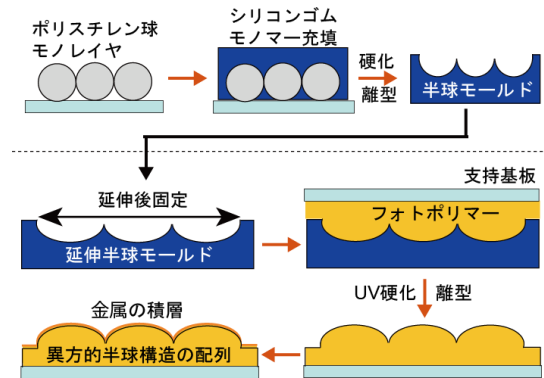 ポリスチレン球
モノレイヤ
シリコンゴム
モノマー充填
硬化
離型
半球モールド
延伸後固定
延伸半球モールド
支持基板
フォトポリマー
UV硬化
離型
金属の積層
異方的半球構造の配列